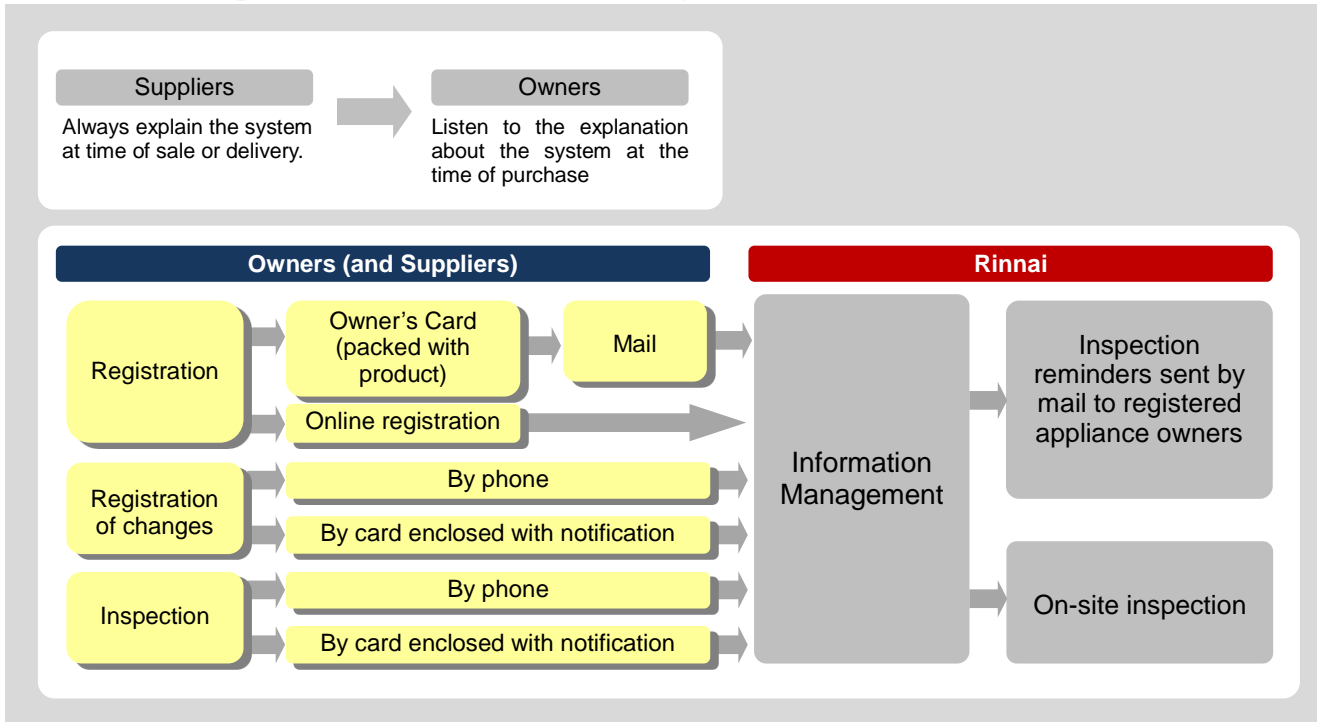 Suppliers
Always explain the system
at time of sale or delivery.
Owners
Listen to the explanation
about the system at the
time of purchase
Owners (and Suppliers)
Rinnai
Registration
Owner’s Card
(packed with
product)
Mail
Online registration
Registration
of changes
By phone
By card enclosed with notification
Inspection
By phone
By card enclosed with notification
Information
Management
Inspection
reminders sent by
mail to registered
appliance owners
On-site inspection